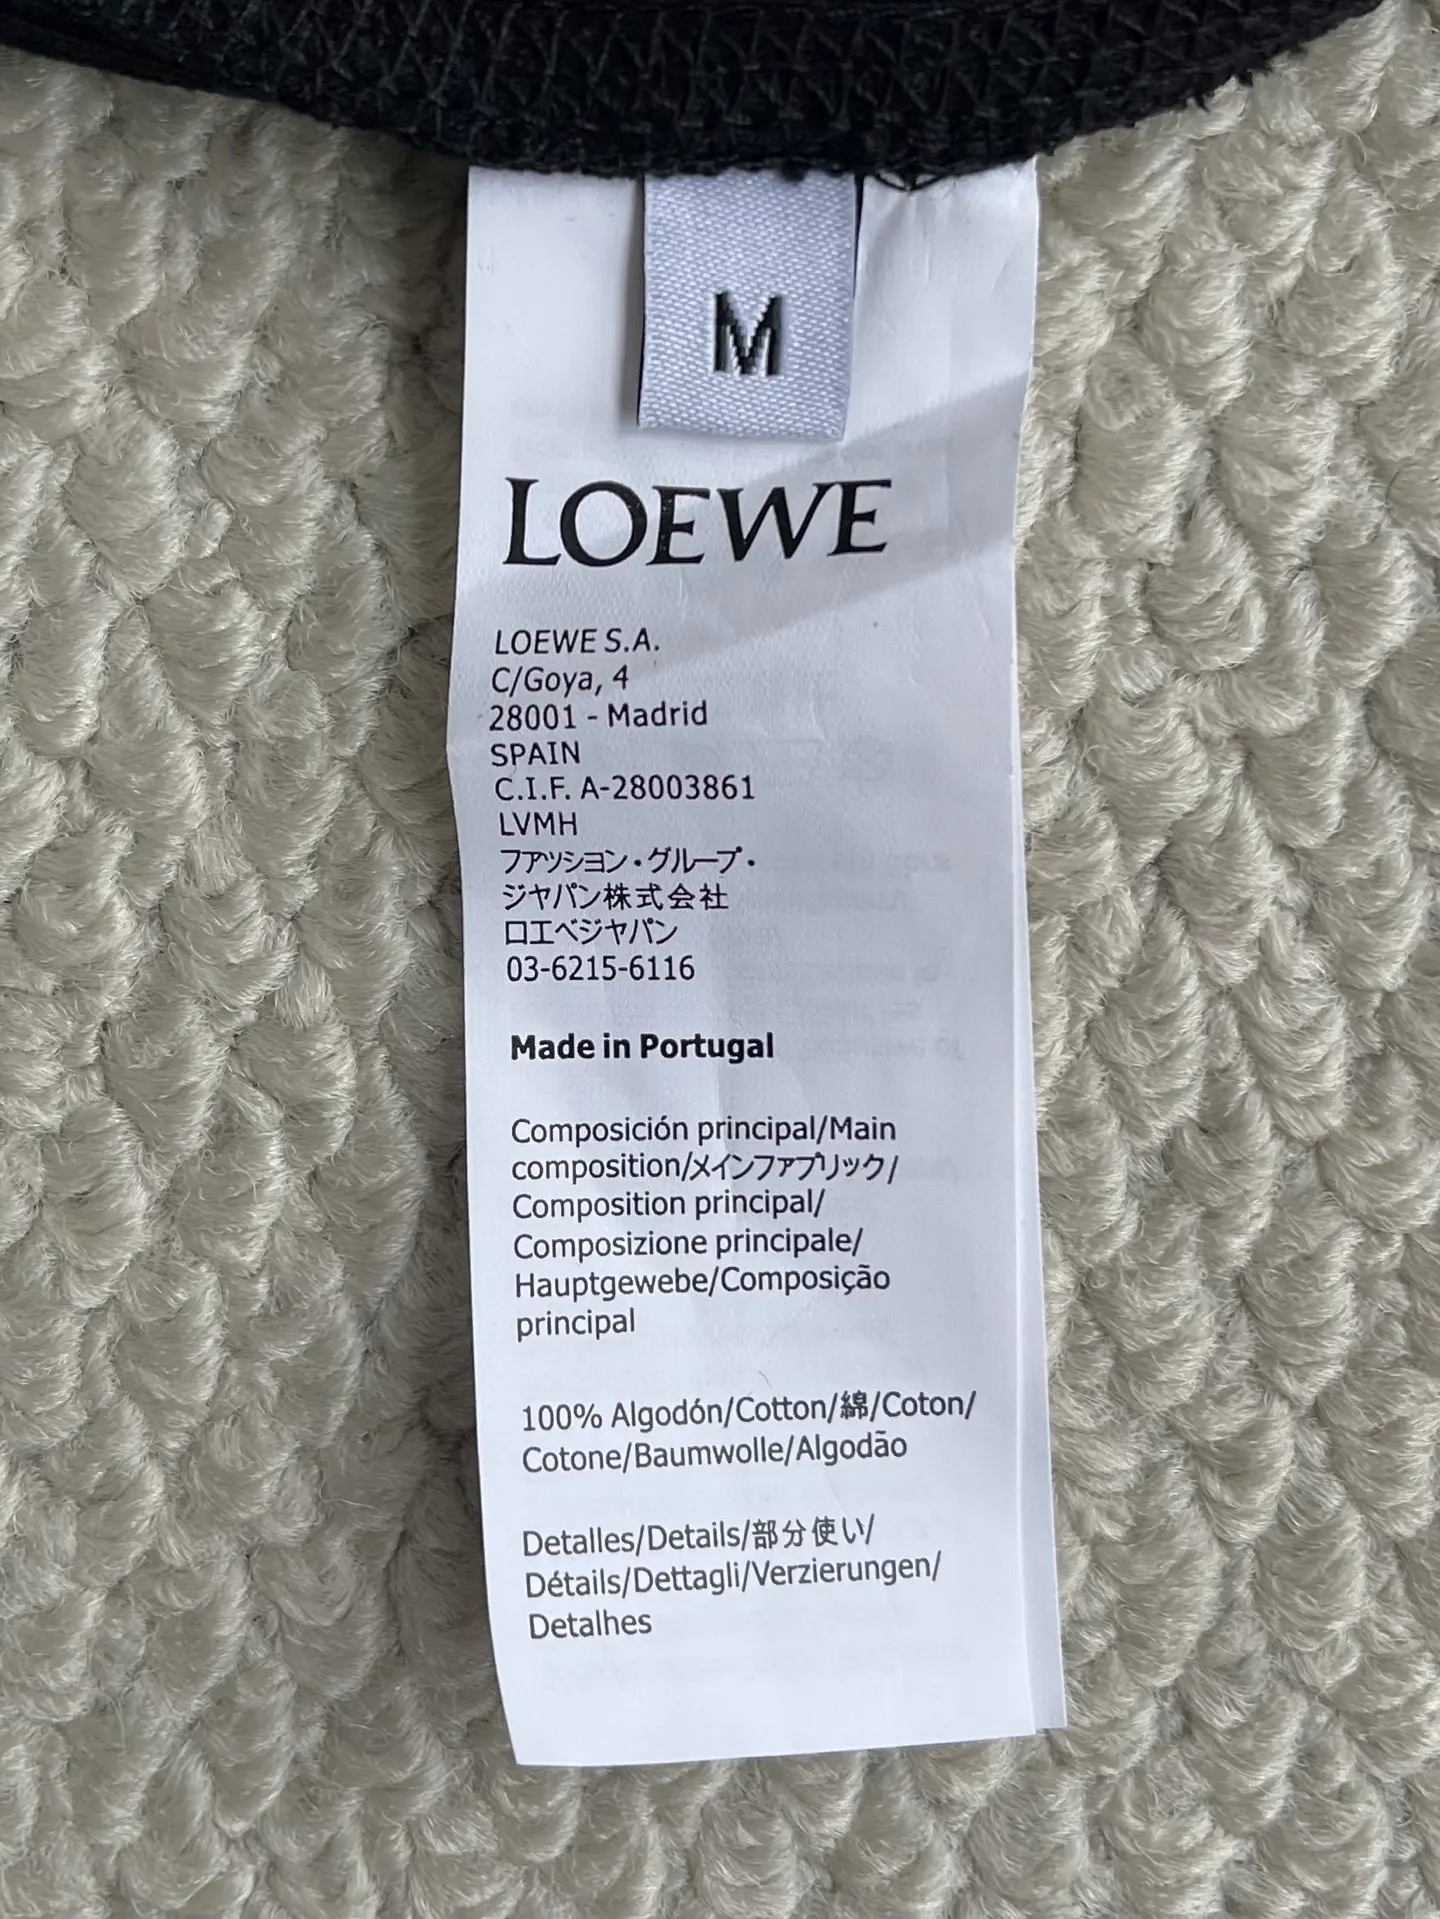 M
LOEWE
LOEWE S.A.
C/Goya, 4
28001 - Madrid
SPAIN
C.I.F. A-28003861
LVMH
ファッション・グループ・
ジャパン株式会社
ロエベジャパン
03-6215-6116
Made in Portugal
Composición principal/Main
composition/メインファブリック/
Composition principal/
Composizione principale/
Hauptgewebe/Composição
principal
100% Algodón/Cotton/綿/Coton/
Cotone/Baumwolle/Algodão
Detalles/Details/部分使い/
Détails/Dettagli/Verzierungen/
Detalhes